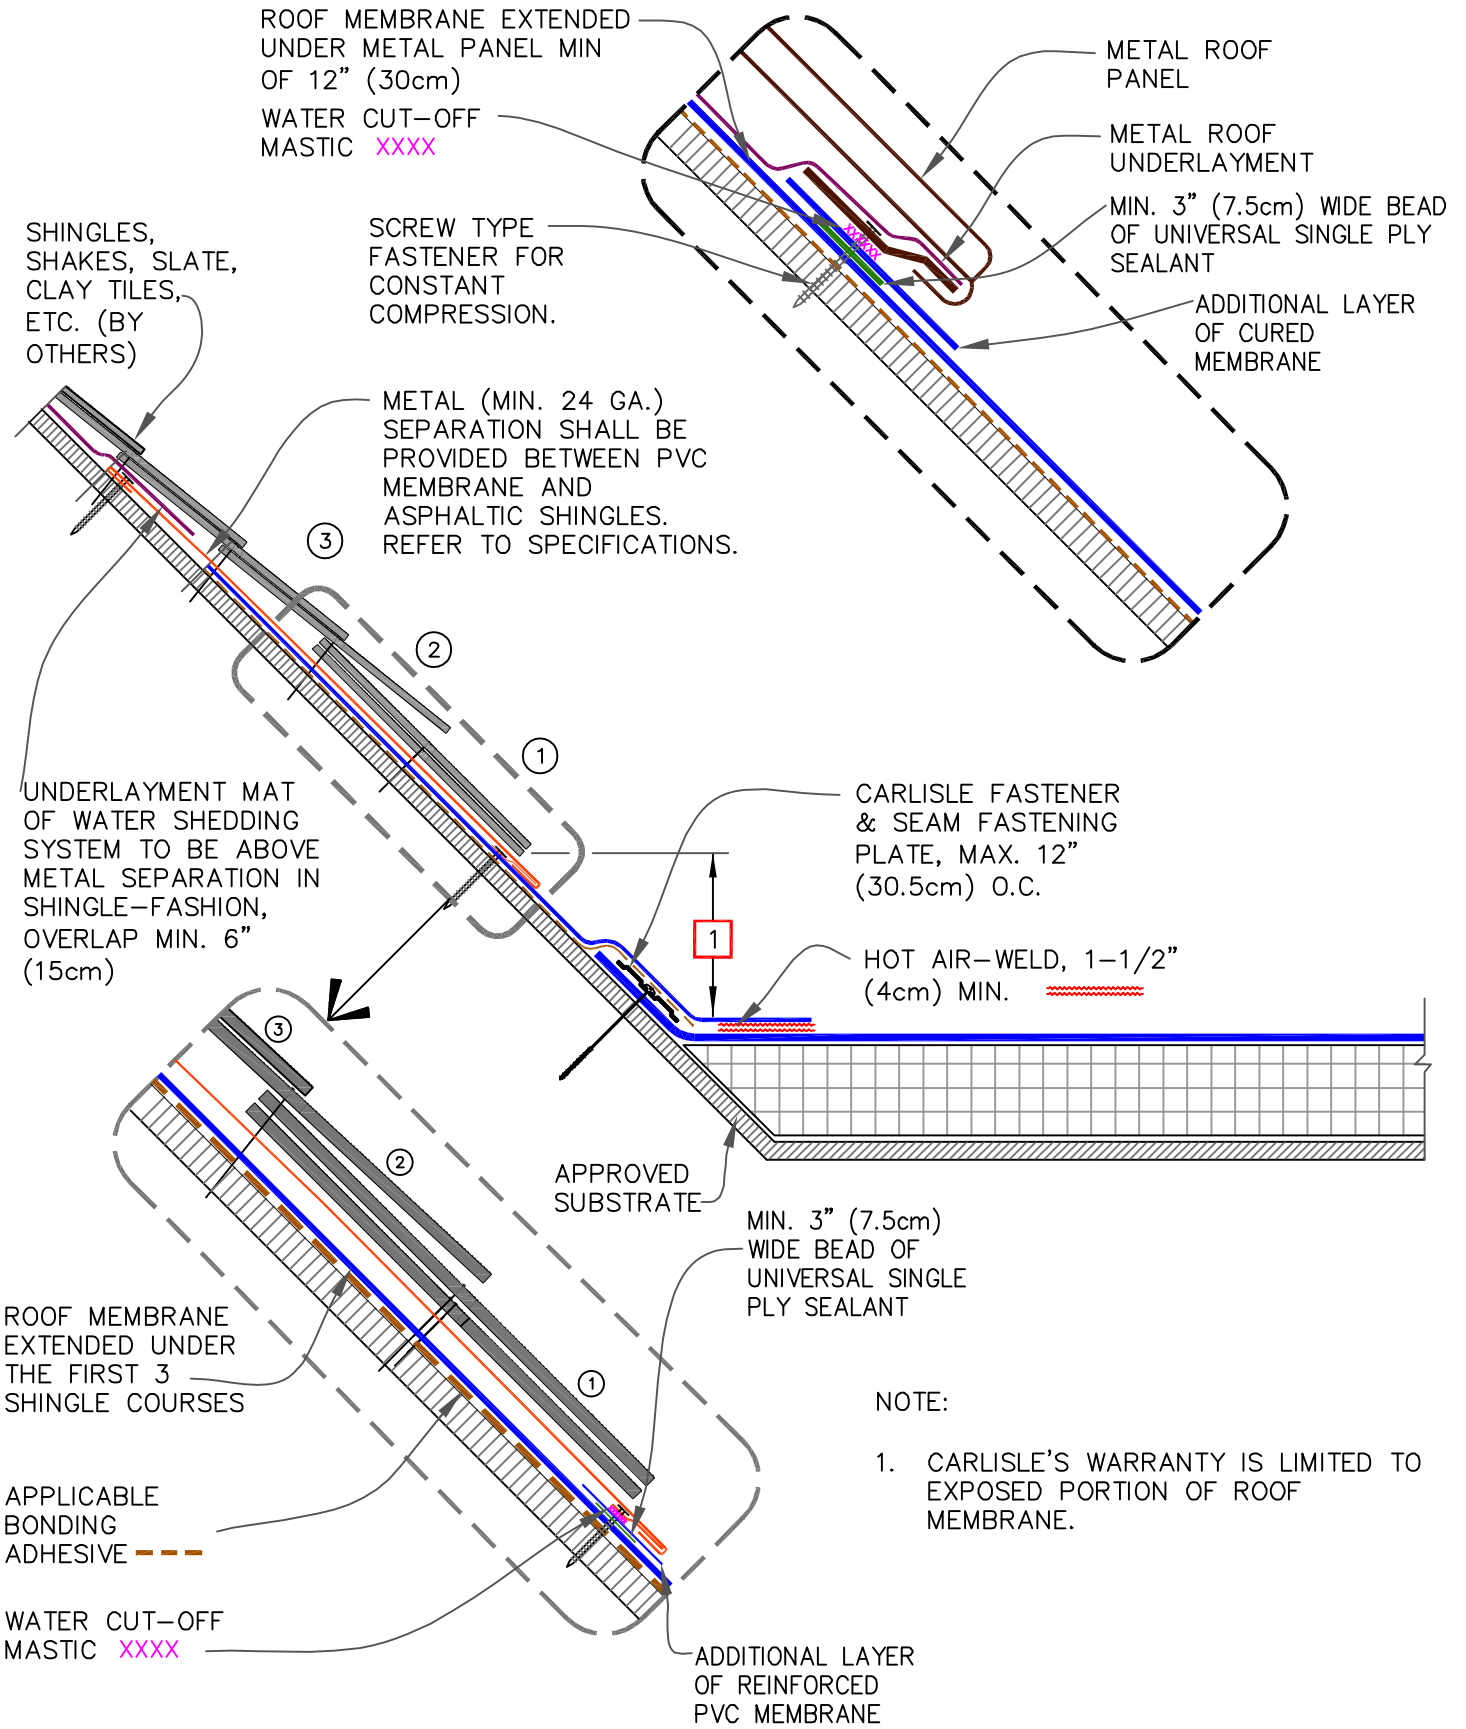 ROOF MEMBRANE EXTENDED
UNDER METAL PANEL MIN
OF 12" (30cm)
WATER CUT-OFF
MASTIC XXXX
METAL ROOF
PANEL
METAL ROOF
UNDERLAYMENT
MIN. 3" (7.5cm) WIDE BEAD
OF UNIVERSAL SINGLE PLY
SEALANT
ADDITIONAL LAYER
OF CURED
MEMBRANE
SCREW TYPE
FASTENER FOR
CONSTANT
COMPRESSION.
XXXX
SHINGLES,
SHAKES, SLATE,
CLAY TILES,
ETC. (BY
OTHERS)
METAL (MIN. 24 GA.)
SEPARATION SHALL BE
PROVIDED BETWEEN PVC
MEMBRANE AND
ASPHALTIC SHINGLES.
REFER TO SPECIFICATIONS.
3
2
1
UNDERLAYMENT MAT
OF WATER SHEDDING
SYSTEM TO BE ABOVE
METAL SEPARATION IN
SHINGLE-FASHION,
OVERLAP MIN. 6"
(15cm)
CARLISLE FASTENER
& SEAM FASTENING
PLATE, MAX. 12"
(30.5cm) O.C.
1
HOT AIR-WELD, 1-1/2"
(4cm) MIN.
3
2
1
APPROVED
SUBSTRATE
MIN. 3" (7.5cm)
WIDE BEAD OF
UNIVERSAL SINGLE
PLY SEALANT
ROOF MEMBRANE
EXTENDED UNDER
THE FIRST 3
SHINGLE COURSES
APPLICABLE
BONDING
ADHESIVE
WATER CUT-OFF
MASTIC XXXX
ADDITIONAL LAYER
OF REINFORCED
PVC MEMBRANE
NOTE:
1. CARLISLE'S WARRANTY IS LIMITED TO
EXPOSED PORTION OF ROOF
MEMBRANE.